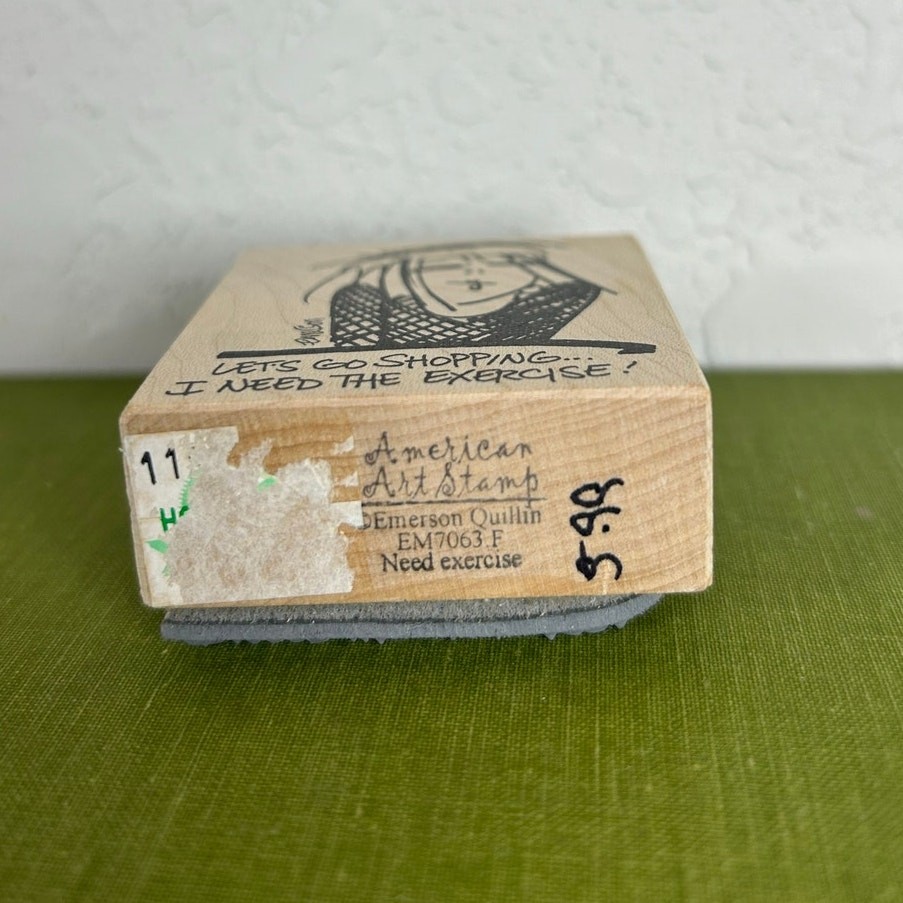 LETS GO SHOPPING...
I NEED THE EXERCISE!
11
American
Art Stamp
©Emerson Quillin
EM7063.F
Need exercise
5.99